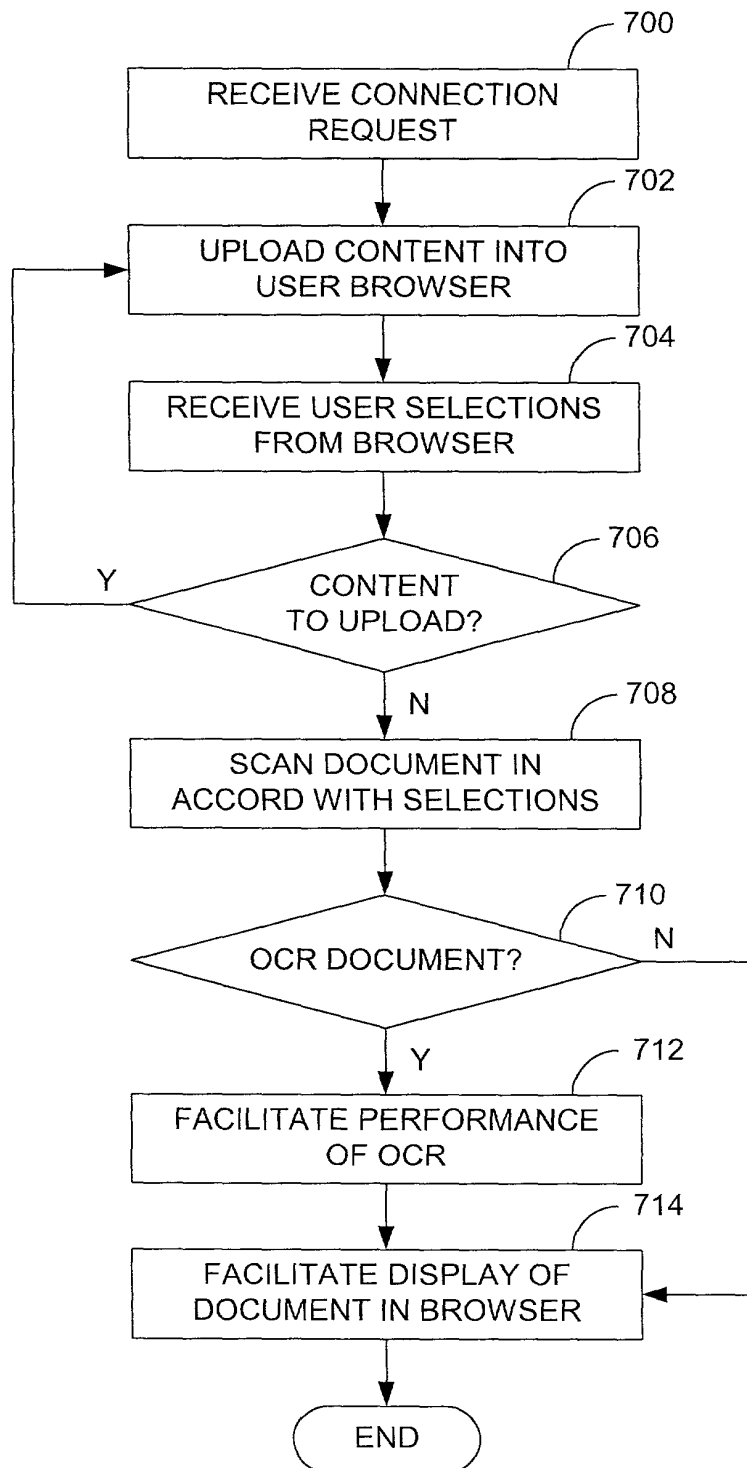 700
RECEIVE CONNECTION
REQUEST
702
UPLOAD CONTENT INTO
USER BROWSER
704
RECEIVE USER SELECTIONS
FROM BROWSER
706
Y
CONTENT
TO UPLOAD?
N
708
SCAN DOCUMENT IN
ACCORD WITH SELECTIONS
710
N
OCR DOCUMENT?
Y
712
FACILITATE PERFORMANCE
OF OCR
714
FACILITATE DISPLAY OF
DOCUMENT IN BROWSER
END